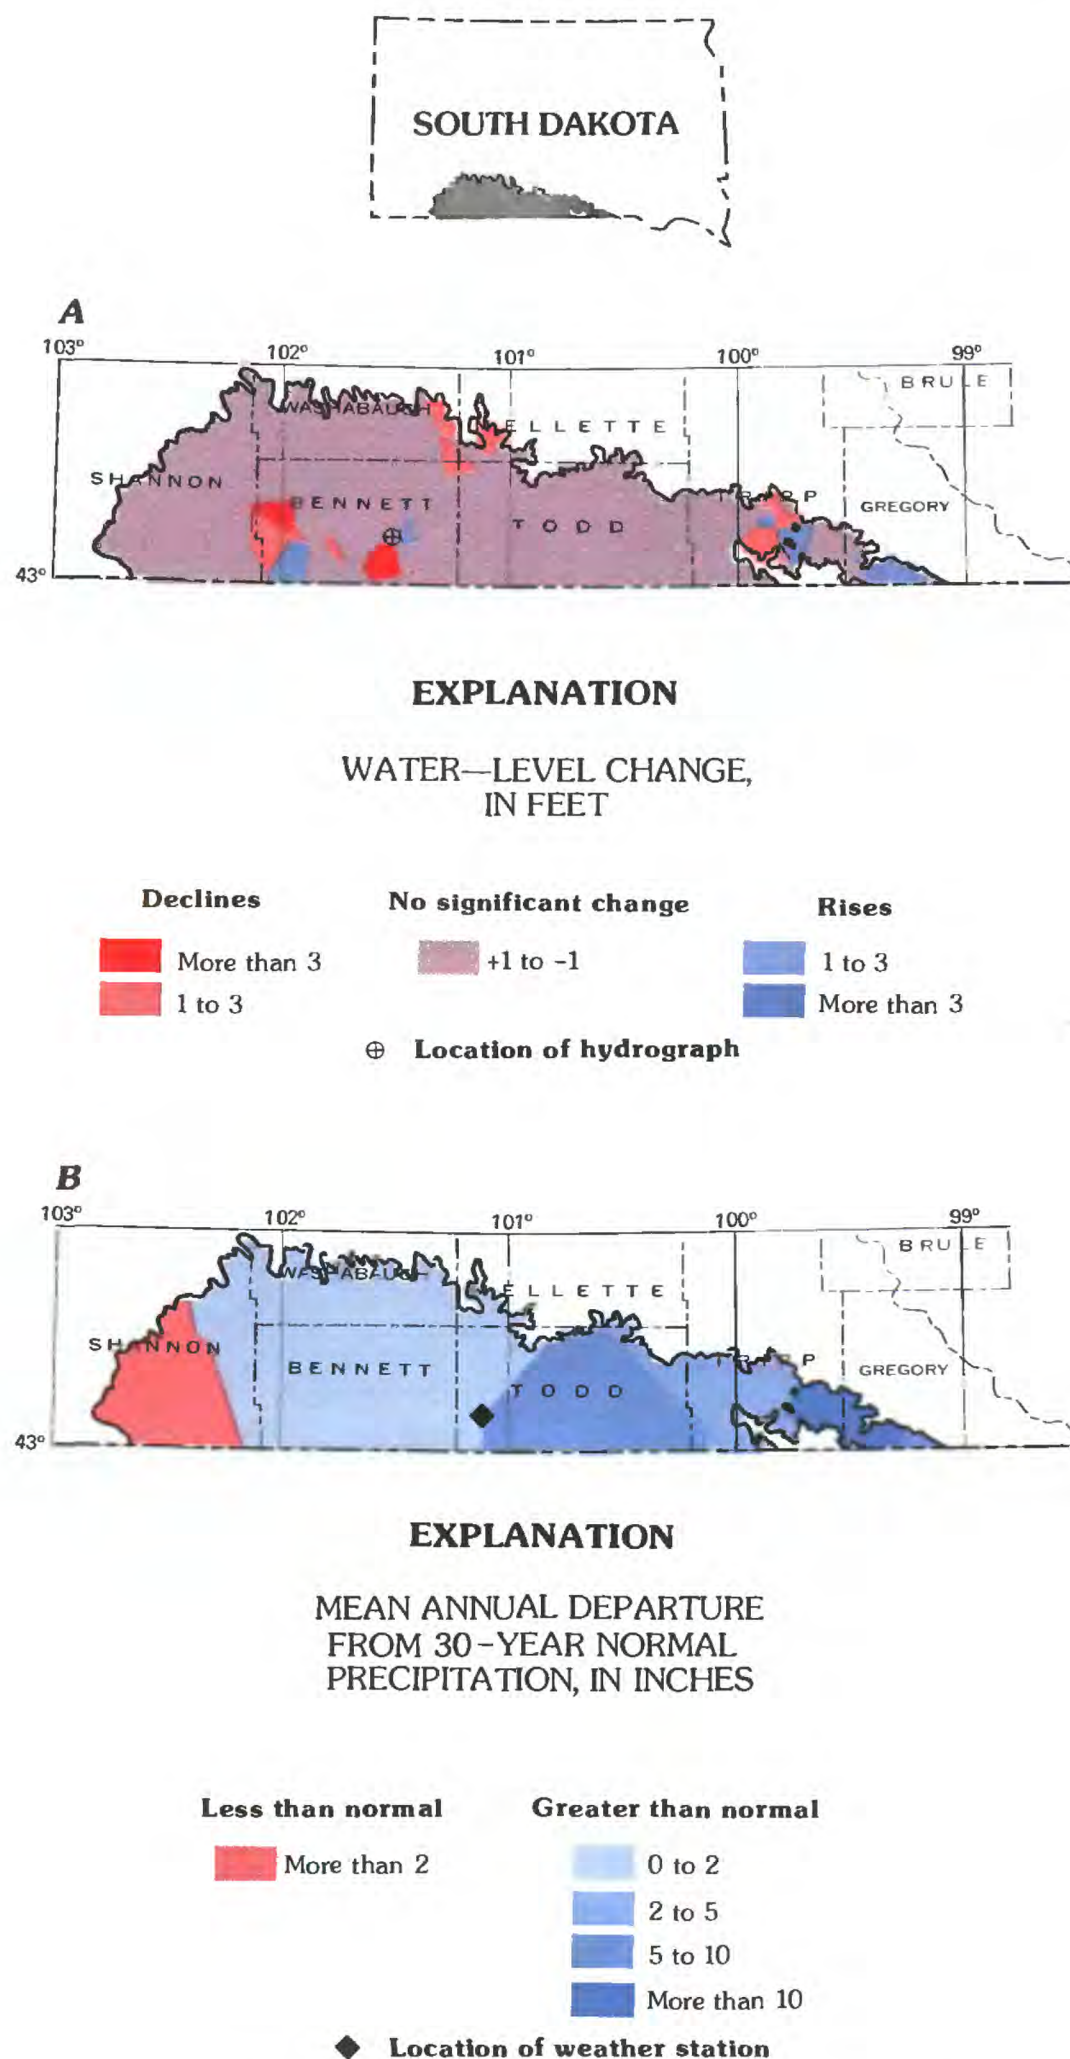 SOUTH DAKOTA
A
103° 102° 101° 100° 99°
BRULE
WASHABAUGH
ELLETTE
SHANNON
BENNETT
TODD
GREGORY
43°
EXPLANATION
WATER—LEVEL CHANGE,
IN FEET
Declines No significant change Rises
More than 3 +1 to -1 1 to 3
1 to 3 More than 3
⊕ Location of hydrograph
B
103° 102° 101° 100° 99°
BRULE
ELLETTE
SHANNON
BENNETT
TODD
GREGORY
43°
EXPLANATION
MEAN ANNUAL DEPARTURE
FROM 30-YEAR NORMAL
PRECIPITATION, IN INCHES
Less than normal Greater than normal
More than 2 0 to 2
2 to 5
5 to 10
More than 10
◆ Location of weather station